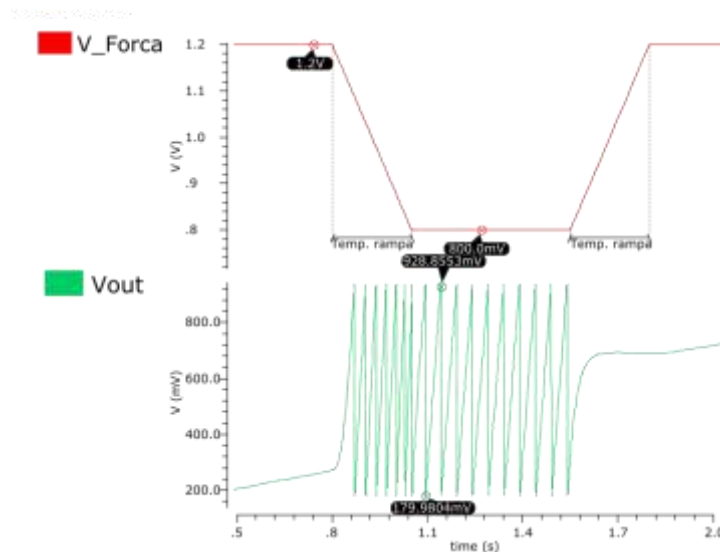 V_Forca
1.2
1.2V
1.0
V (V)
.9
.8
Temp. rampa
800.0mV
Temp. rampa
928.8553mV
Vout
800.0
600.0
V (mV)
400.0
200.0
179.9804mV
.5
.8
1.1
1.4
1.7
2.0
time (s)